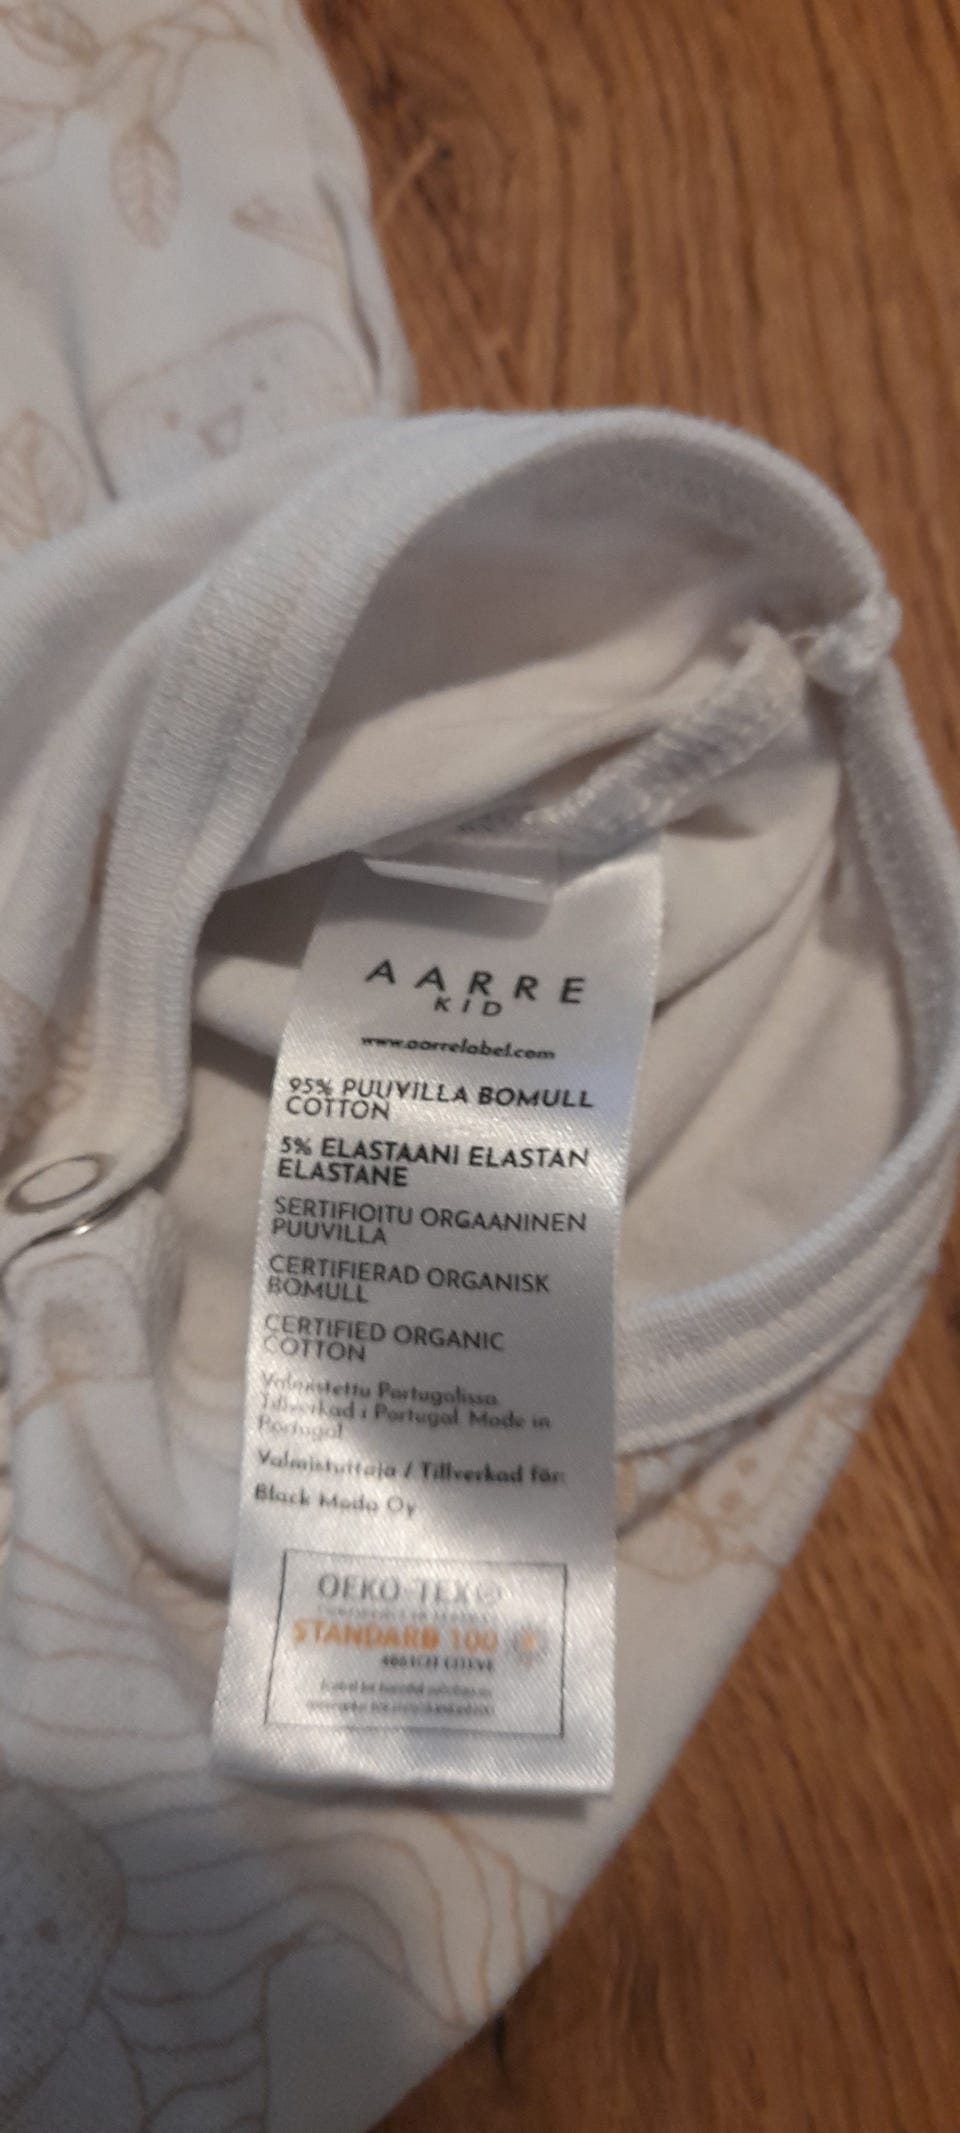 AARRE
KID
www.aarrelabel.com
95% PUUVILLA BOMULL
COTTON
5% ELASTAANI ELASTAN
ELASTANE
SERTIFIOITU ORGAANINEN
PUUVILLA
CERTIFIERAD ORGANISK
BOMULL
CERTIFIED ORGANIC
COTTON
Valmistettu Portugalissa.
Tillverkad i Portugal. Made in
Portugal
Valmistuttaja / Tillverkad för:
Black Moda Oy
OEKO-TEX®
STANDARD 100
CITEVE